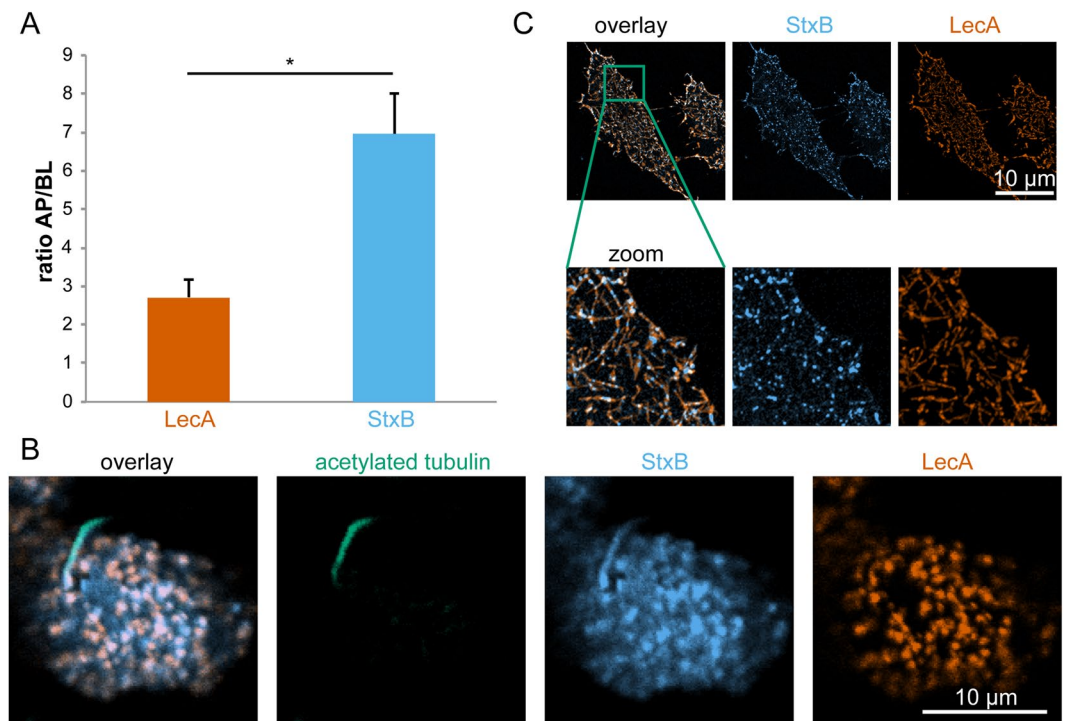 A
9
8
7
6
5
4
3
2
1
0
ratio AP/BL
*
LecA
StxB
C
overlay
StxB
LecA
10 µm
zoom
B
overlay
acetylated tubulin
StxB
LecA
10 µm